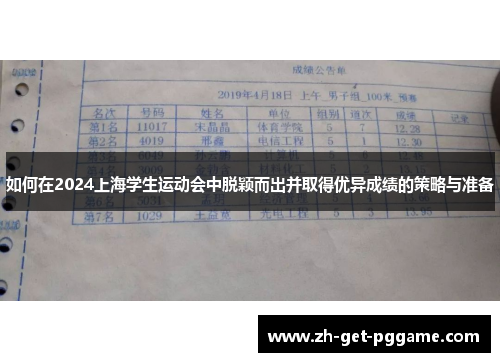 成绩公告单
2019年4月18日 上午 男子组 100米 预赛
名次 号码 姓名 单位 组别 道次 成绩 记录
第1名 11017 宋晶晶 体育学院 5 7 12.28
第2名 4019 邢鑫 电信工程 5 1 12.30
如何在2024上海学生运动会中脱颖而出并取得优异成绩的策略与准备
第7名 1029 王益宽 光电工程 5 3 13.95
www.zh-get-pggame.com